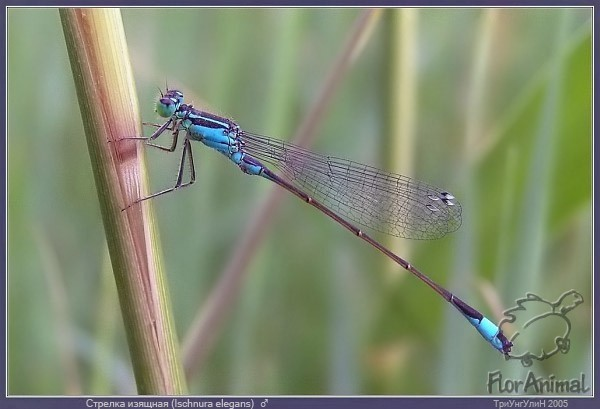 FlorAnimal
Стрелка изящная (Ischnura elegans) ♂
ТриУнгУлиН 2005